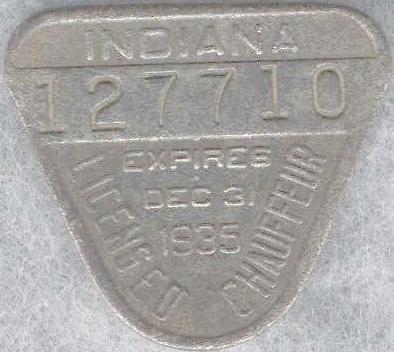 INDIANA
127710
EXPIRES
DEC 31
1935
LICENSED CHAUFFEUR